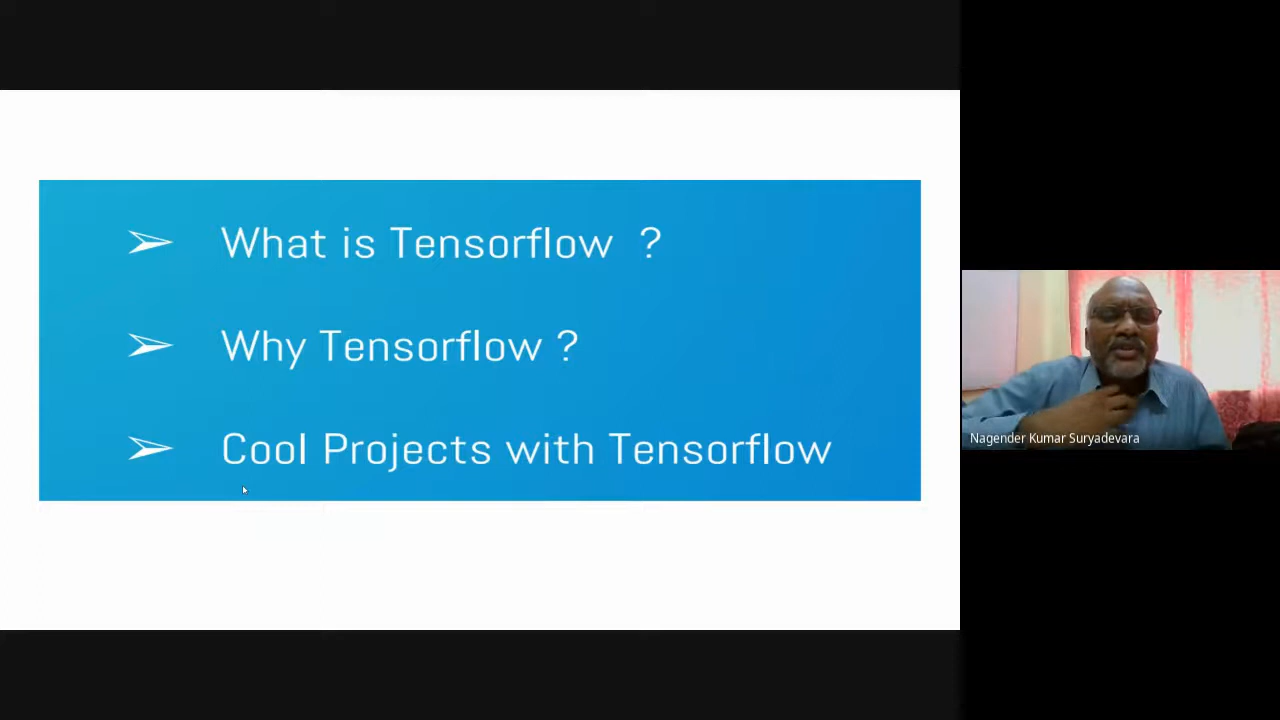 What is Tensorflow ?
Why Tensorflow ?
Cool Projects with Tensorflow
Nagender Kumar Suryadevara